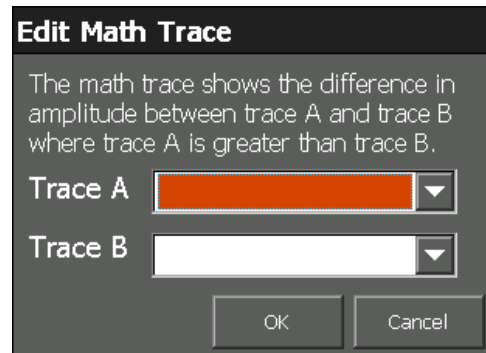 Edit Math Trace
The math trace shows the difference in
amplitude between trace A and trace B
where trace A is greater than trace B.
Trace A
Trace B
OK
Cancel